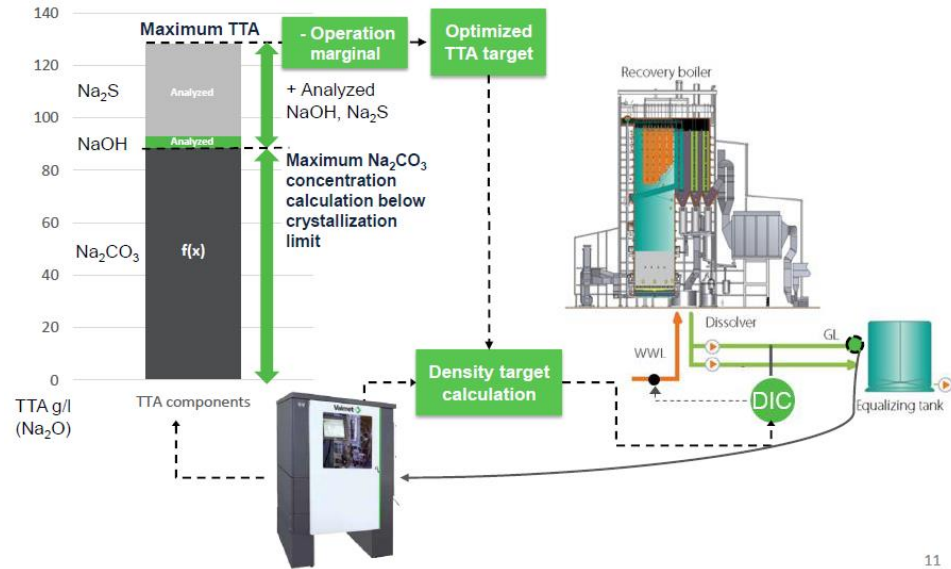 140
120
100
80
60
40
20
0
TTA g/l
(Na₂O)
Na₂S
NaOH
Na₂CO₃
Maximum TTA
Analyzed
Analyzed
f(x)
TTA components
- Operation
marginal
Optimized
TTA target
+ Analyzed
NaOH, Na₂S
Maximum Na₂CO₃
concentration
calculation below
crystallization
limit
Density target
calculation
Valmet
Recovery boiler
Dissolver
WWL
GL
DIC
Equalizing tank
11